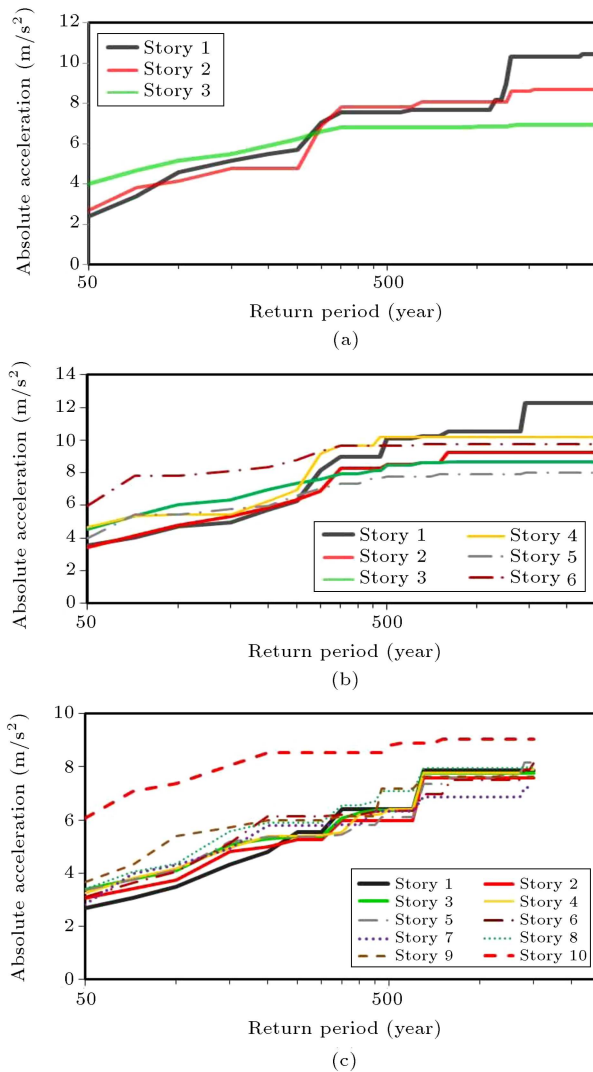 Absolute acceleration (m/s²)
12
10
8
6
4
2
0
Story 1
Story 2
Story 3
50
500
Return period (year)
(a)
Absolute acceleration (m/s²)
14
12
10
8
6
4
2
0
Story 1
Story 2
Story 3
Story 4
Story 5
Story 6
50
500
Return period (year)
(b)
Absolute acceleration (m/s²)
10
8
6
4
2
0
Story 1 Story 2
Story 3 Story 4
Story 5 Story 6
Story 7 Story 8
Story 9 Story 10
50
500
Return period (year)
(c)